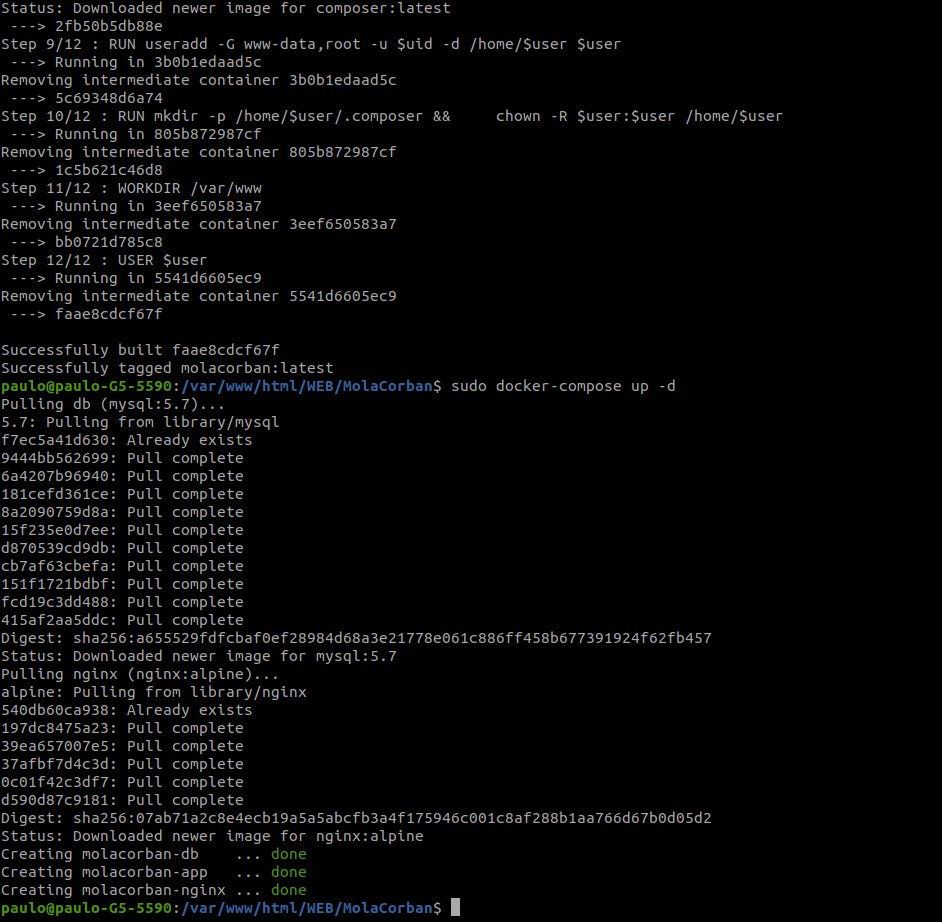 Status: Downloaded newer image for composer:latest
 ---> 2fb50b5db88e
Step 9/12 : RUN useradd -G www-data,root -u $uid -d /home/$user $user
 ---> Running in 3b0b1edaad5c
Removing intermediate container 3b0b1edaad5c
 ---> 5c69348d6a74
Step 10/12 : RUN mkdir -p /home/$user/.composer &&     chown -R $user:$user /home/$user
 ---> Running in 805b872987cf
Removing intermediate container 805b872987cf
 ---> 1c5b621c46d8
Step 11/12 : WORKDIR /var/www
 ---> Running in 3eef650583a7
Removing intermediate container 3eef650583a7
 ---> bb0721d785c8
Step 12/12 : USER $user
 ---> Running in 5541d6605ec9
Removing intermediate container 5541d6605ec9
 ---> faae8cdcf67f

Successfully built faae8cdcf67f
Successfully tagged molacorban:latest
paulo@paulo-G5-5590:/var/www/html/WEB/MolaCorban$ sudo docker-compose up -d
Pulling db (mysql:5.7)...
5.7: Pulling from library/mysql
f7ec5a41d630: Already exists
9444bb562699: Pull complete
6a4207b96940: Pull complete
181cefd361ce: Pull complete
8a2090759d8a: Pull complete
15f235e0d7ee: Pull complete
d870539cd9db: Pull complete
cb7af63cbefa: Pull complete
151f1721bdbf: Pull complete
fcd19c3dd488: Pull complete
415af2aa5ddc: Pull complete
Digest: sha256:a655529fdfcbaf0ef28984d68a3e21778e061c886ff458b677391924f62fb457
Status: Downloaded newer image for mysql:5.7
Pulling nginx (nginx:alpine)...
alpine: Pulling from library/nginx
540db60ca938: Already exists
197dc8475a23: Pull complete
39ea657007e5: Pull complete
37afbf7d4c3d: Pull complete
0c01f42c3df7: Pull complete
d590d87c9181: Pull complete
Digest: sha256:07ab71a2c8e4ecb19a5a5abcfb3a4f175946c001c8af288b1aa766d67b0d05d2
Status: Downloaded newer image for nginx:alpine
Creating molacorban-db    ... done
Creating molacorban-app   ... done
Creating molacorban-nginx ... done
paulo@paulo-G5-5590:/var/www/html/WEB/MolaCorban$